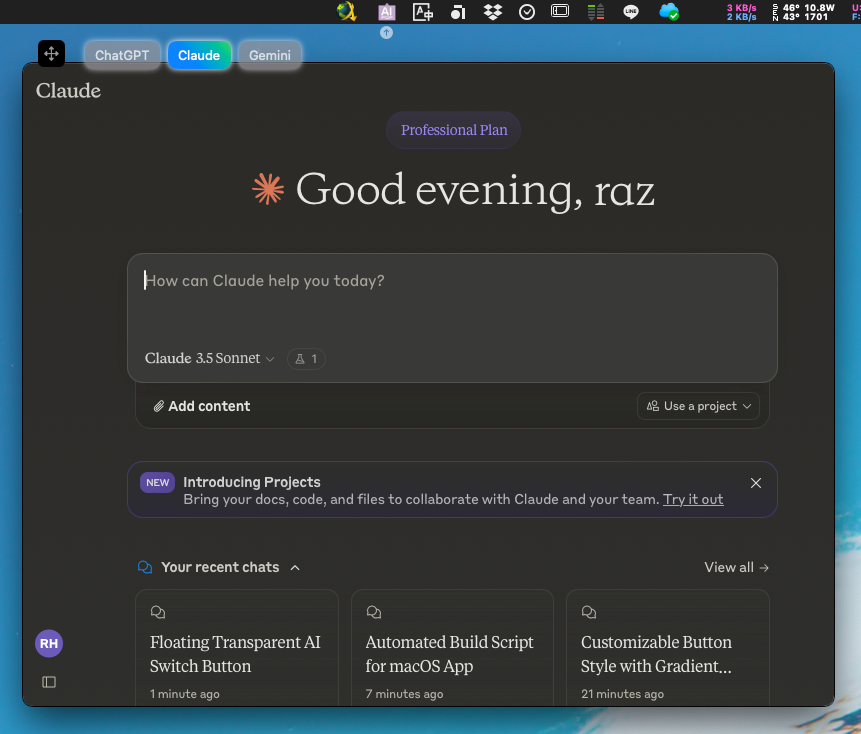 AI
A
LINE
3 KB/s
2 KB/s
SEN
46° 10.8W
43° 1701
U:
F:
ChatGPT
Claude
Gemini
Claude
Professional Plan
Good evening, raz
How can Claude help you today?
Claude 3.5 Sonnet
1
Add content
Use a project
NEW
Introducing Projects
Bring your docs, code, and files to collaborate with Claude and your team. Try it out
Your recent chats
View all →
Floating Transparent AI
Switch Button
1 minute ago
Automated Build Script
for macOS App
7 minutes ago
Customizable Button
Style with Gradient...
21 minutes ago
RH